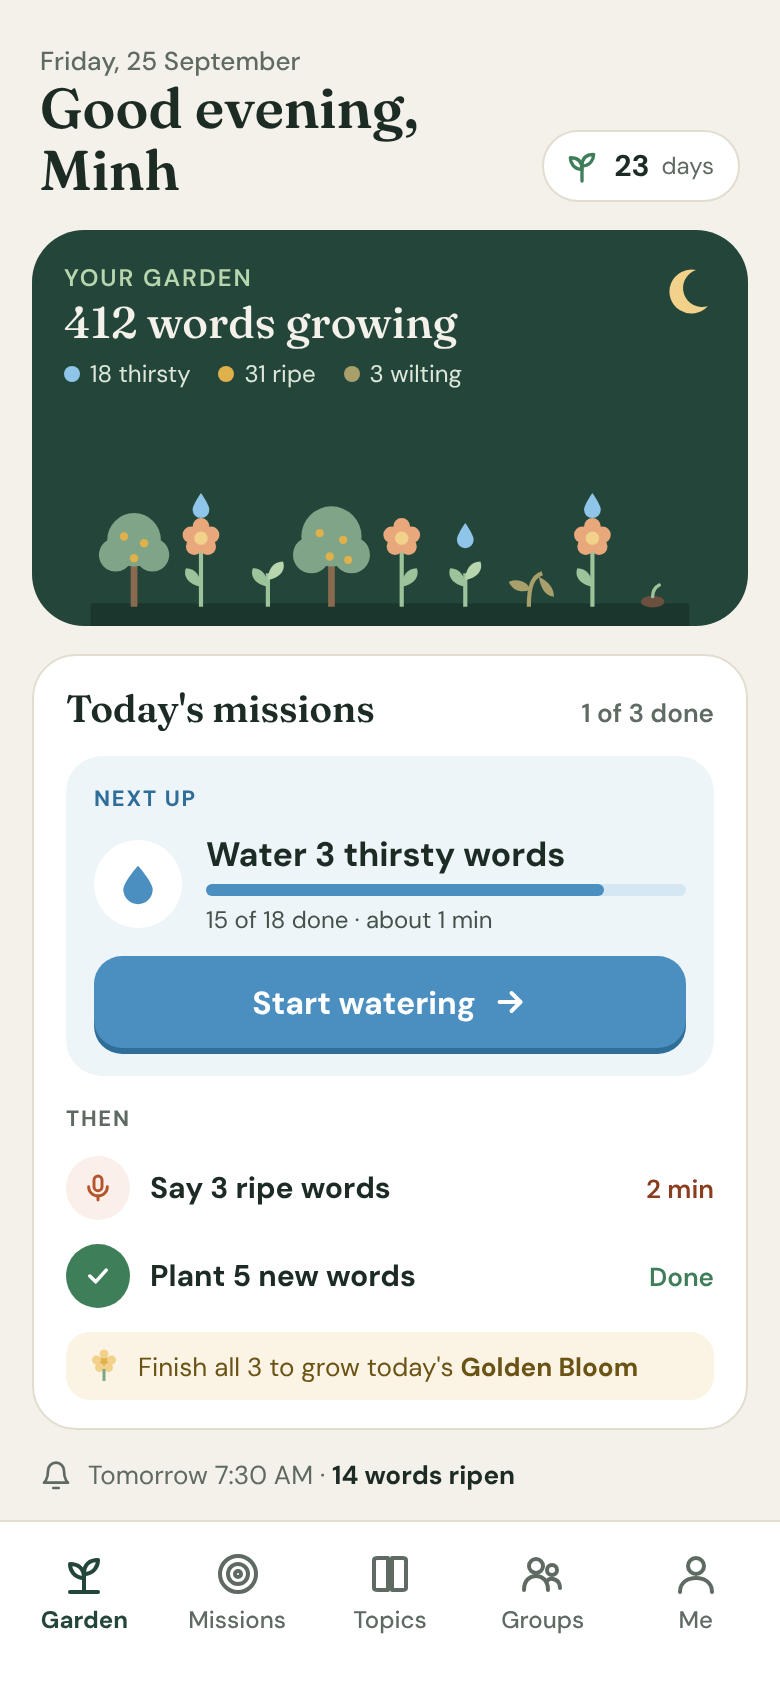 Friday, 25 September
Good evening,
Minh
23 days
YOUR GARDEN
412 words growing
18 thirsty 31 ripe 3 wilting
Today's missions
1 of 3 done
NEXT UP
Water 3 thirsty words
15 of 18 done · about 1 min
Start watering →
THEN
Say 3 ripe words
2 min
Plant 5 new words
Done
Finish all 3 to grow today's Golden Bloom
Tomorrow 7:30 AM · 14 words ripen
Garden Missions Topics Groups Me